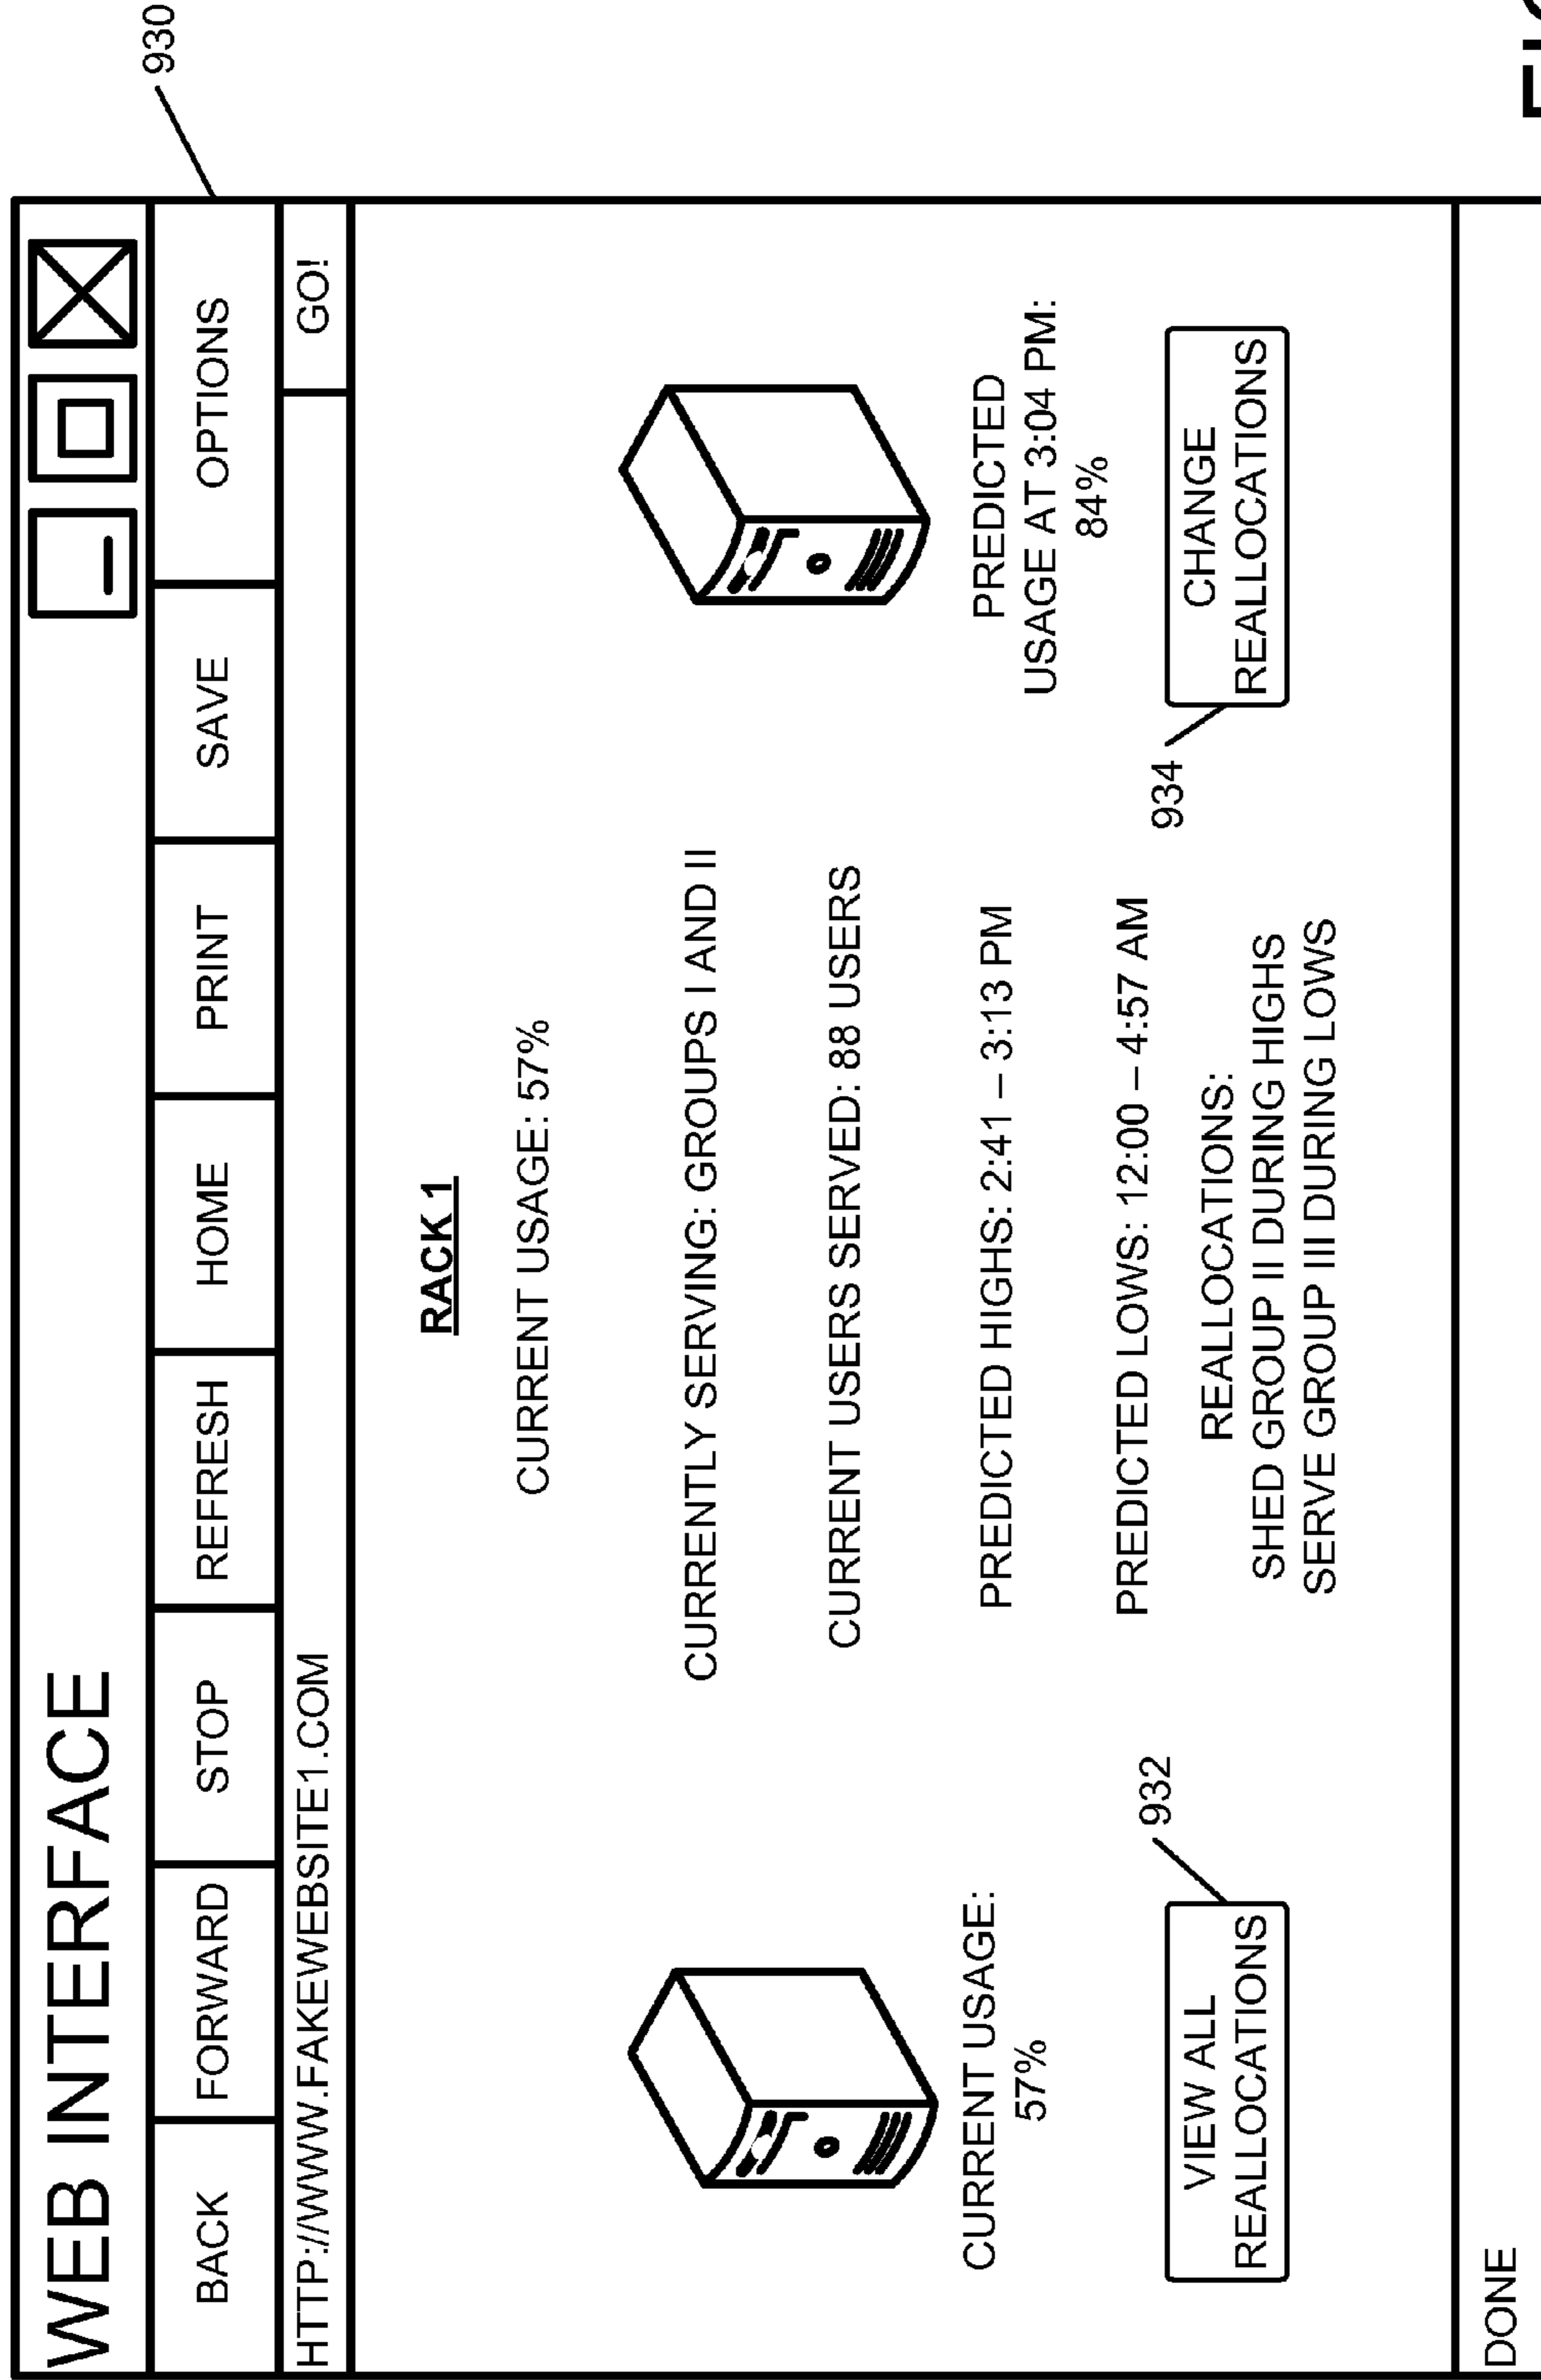 930
WEB INTERFACE
BACK
FORWARD
STOP
REFRESH
HOME
PRINT
SAVE
OPTIONS
HTTP://WWW.FAKEWEBSITE1.COM
GO!
RACK 1
CURRENT USAGE: 57%
CURRENTLY SERVING: GROUPS I AND II
CURRENT USERS SERVED: 88 USERS
PREDICTED HIGHS: 2:41 – 3:13 PM
PREDICTED LOWS: 12:00 – 4:57 AM
REALLOCATIONS:
SHED GROUP II DURING HIGHS
SERVE GROUP III DURING LOWS
CURRENT USAGE:
57%
932
VIEW ALL
REALLOCATIONS
PREDICTED
USAGE AT 3:04 PM:
84%
934
CHANGE
REALLOCATIONS
DONE